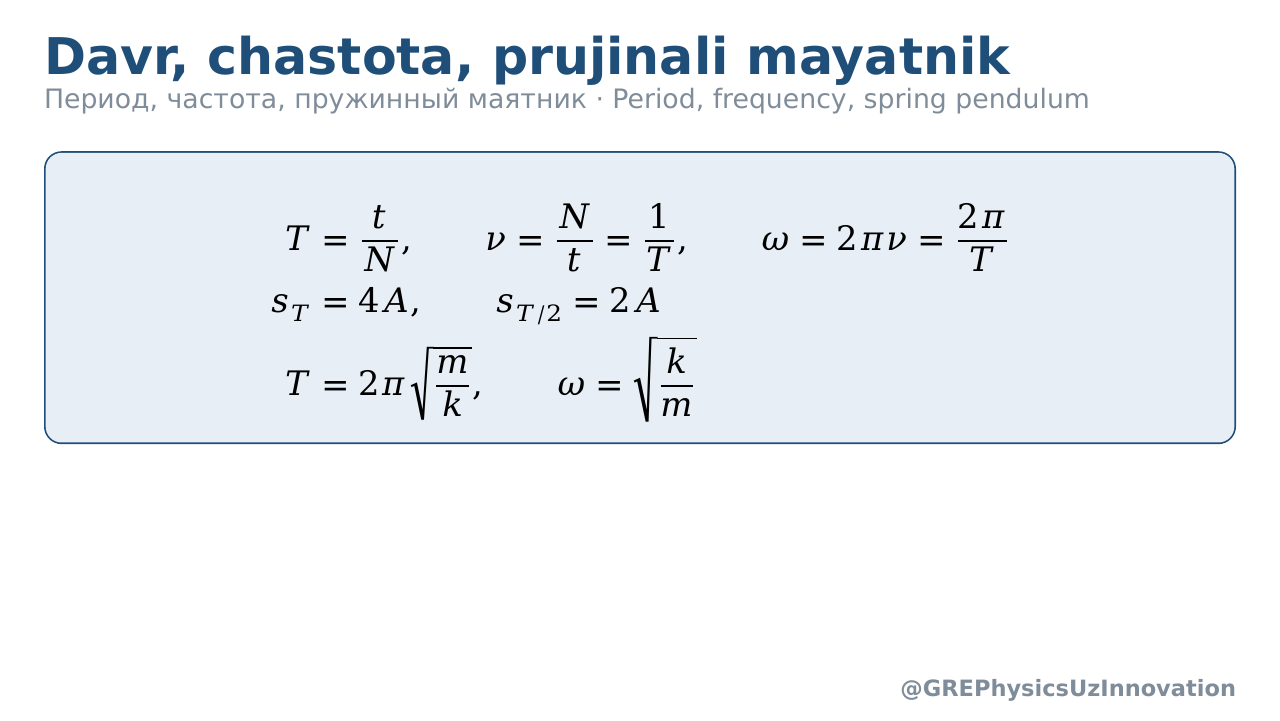 Davr, chastota, prujinali mayatnik
Период, частота, пружинный маятник · Period, frequency, spring pendulum
T = t/N, ν = N/t = 1/T, ω = 2πν = 2π/T
s_T = 4A, s_{T/2} = 2A
T = 2π√(m/k), ω = √(k/m)
@GREPhysicsUzInnovation